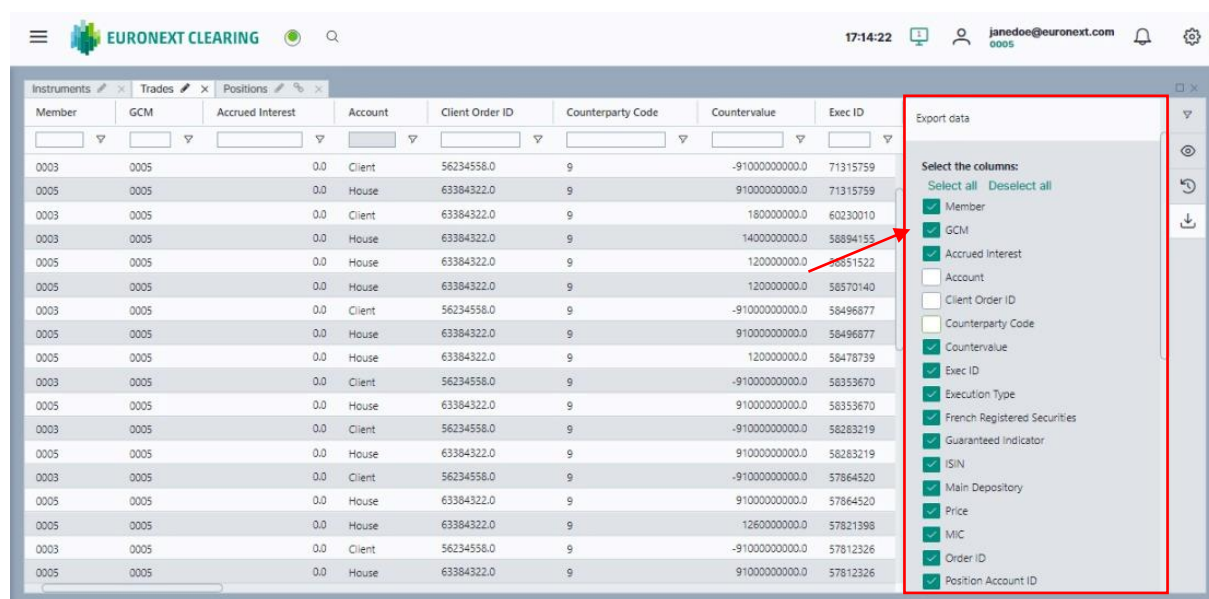 EURONEXT CLEARING
17:14:22
1
janedoe@euronext.com
0005
Instruments Trades Positions
Member GCM Accrued Interest Account Client Order ID Counterparty Code Countervalue Exec ID
0003 0005 0.0 Client 56234558.0 9 -91000000000.0 71315759
0005 0005 0.0 House 63384322.0 9 91000000000.0 71315759
0003 0005 0.0 Client 63384322.0 9 180000000.0 60230010
0003 0005 0.0 House 63384322.0 9 1400000000.0 58894155
0005 0005 0.0 House 63384322.0 9 120000000.0 58851522
0005 0005 0.0 House 63384322.0 9 120000000.0 58570140
0003 0005 0.0 Client 56234558.0 9 -91000000000.0 58496877
0005 0005 0.0 House 63384322.0 9 91000000000.0 58496877
0005 0005 0.0 House 63384322.0 9 120000000.0 58478739
0003 0005 0.0 Client 56234558.0 9 -91000000000.0 58353670
0005 0005 0.0 House 63384322.0 9 91000000000.0 58353670
0003 0005 0.0 Client 56234558.0 9 -91000000000.0 58283219
0005 0005 0.0 House 63384322.0 9 91000000000.0 58283219
0003 0005 0.0 Client 56234558.0 9 -91000000000.0 57864520
0005 0005 0.0 House 63384322.0 9 91000000000.0 57864520
0005 0005 0.0 House 63384322.0 9 1260000000.0 57821398
0003 0005 0.0 Client 56234558.0 9 -91000000000.0 57812326
0005 0005 0.0 House 63384322.0 9 91000000000.0 57812326
Export data
Select the columns:
Select all Deselect all
Member
GCM
Accrued Interest
Account
Client Order ID
Counterparty Code
Countervalue
Exec ID
Execution Type
French Registered Securities
Guaranteed Indicator
ISIN
Main Depository
Price
MIC
Order ID
Position Account ID